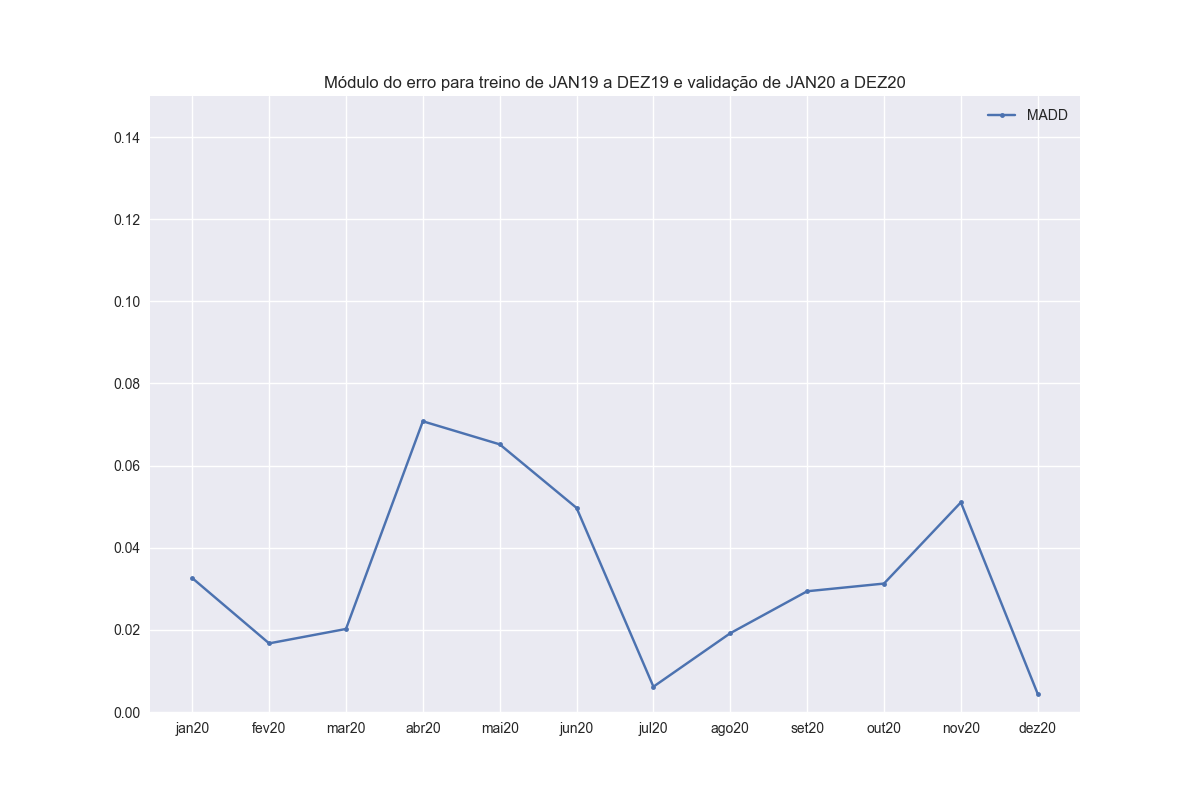 Módulo do erro para treino de JAN19 a DEZ19 e validação de JAN20 a DEZ20
MADD
0.14
0.12
0.10
0.08
0.06
0.04
0.02
0.00
jan20 fev20 mar20 abr20 mai20 jun20 jul20 ago20 set20 out20 nov20 dez20